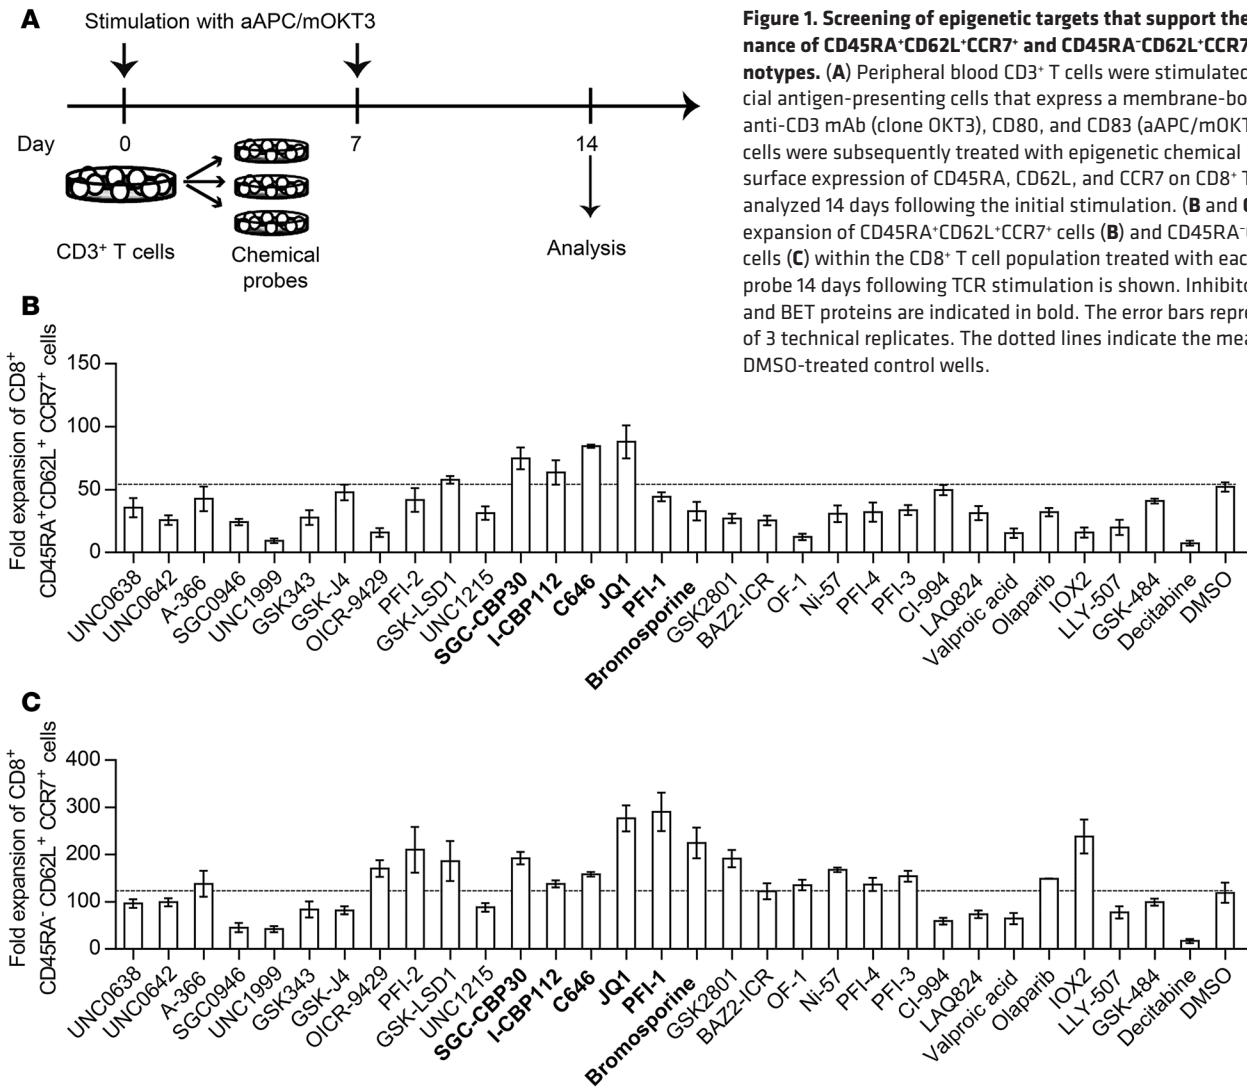 A
Stimulation with aAPC/mOKT3
Day
0
7
14
CD3⁺ T cells
Chemical
probes
Analysis
Figure 1. Screening of epigenetic targets that support the
nance of CD45RA⁺CD62L⁺CCR7⁺ and CD45RA⁻CD62L⁺CCR7
notypes. (A) Peripheral blood CD3⁺ T cells were stimulated
cial antigen-presenting cells that express a membrane-bo
anti-CD3 mAb (clone OKT3), CD80, and CD83 (aAPC/mOKT
cells were subsequently treated with epigenetic chemical
surface expression of CD45RA, CD62L, and CCR7 on CD8⁺ T
analyzed 14 days following the initial stimulation. (B and C
expansion of CD45RA⁺CD62L⁺CCR7⁺ cells (B) and CD45RA⁻
cells (C) within the CD8⁺ T cell population treated with eac
probe 14 days following TCR stimulation is shown. Inhibito
and BET proteins are indicated in bold. The error bars repre
of 3 technical replicates. The dotted lines indicate the mea
DMSO-treated control wells.
B
Fold expansion of CD8⁺
CD45RA⁺CD62L⁺ CCR7⁺ cells
150
100
50
0
UNC0638
UNC0642
A-366
SGC0946
UNC1999
GSK343
GSK-J4
OICR-9429
PFI-2
GSK-LSD1
UNC1215
SGC-CBP30
I-CBP112
C646
JQ1
PFI-1
Bromosporine
GSK2801
BAZ2-ICR
OF-1
Ni-57
PFI-4
PFI-3
CI-994
LAQ824
Valproic acid
Olaparib
IOX2
LLY-507
GSK-484
Decitabine
DMSO
C
Fold expansion of CD8⁺
CD45RA⁻ CD62L⁺ CCR7⁺ cells
400
300
200
100
0
UNC0638
UNC0642
A-366
SGC0946
UNC1999
GSK343
GSK-J4
OICR-9429
PFI-2
GSK-LSD1
UNC1215
SGC-CBP30
I-CBP112
C646
JQ1
PFI-1
Bromosporine
GSK2801
BAZ2-ICR
OF-1
Ni-57
PFI-4
PFI-3
CI-994
LAQ824
Valproic acid
Olaparib
IOX2
LLY-507
GSK-484
Decitabine
DMSO